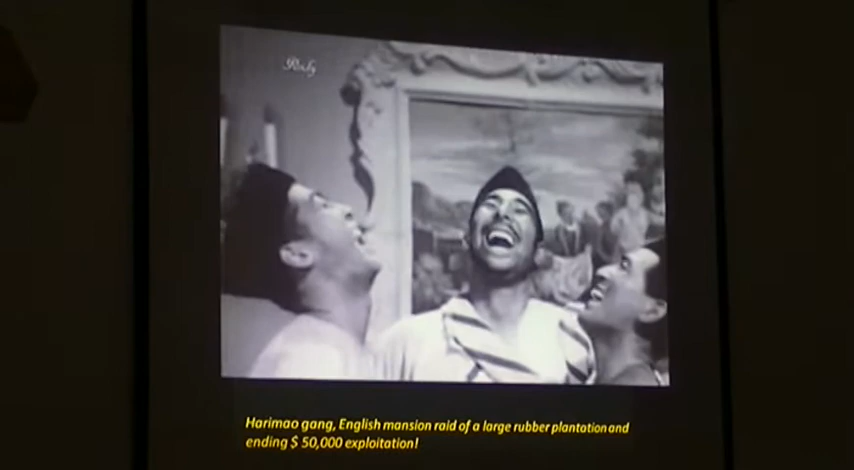 Harimao gang, English mansion raid of a large rubber plantation and
ending $ 50,000 exploitation!